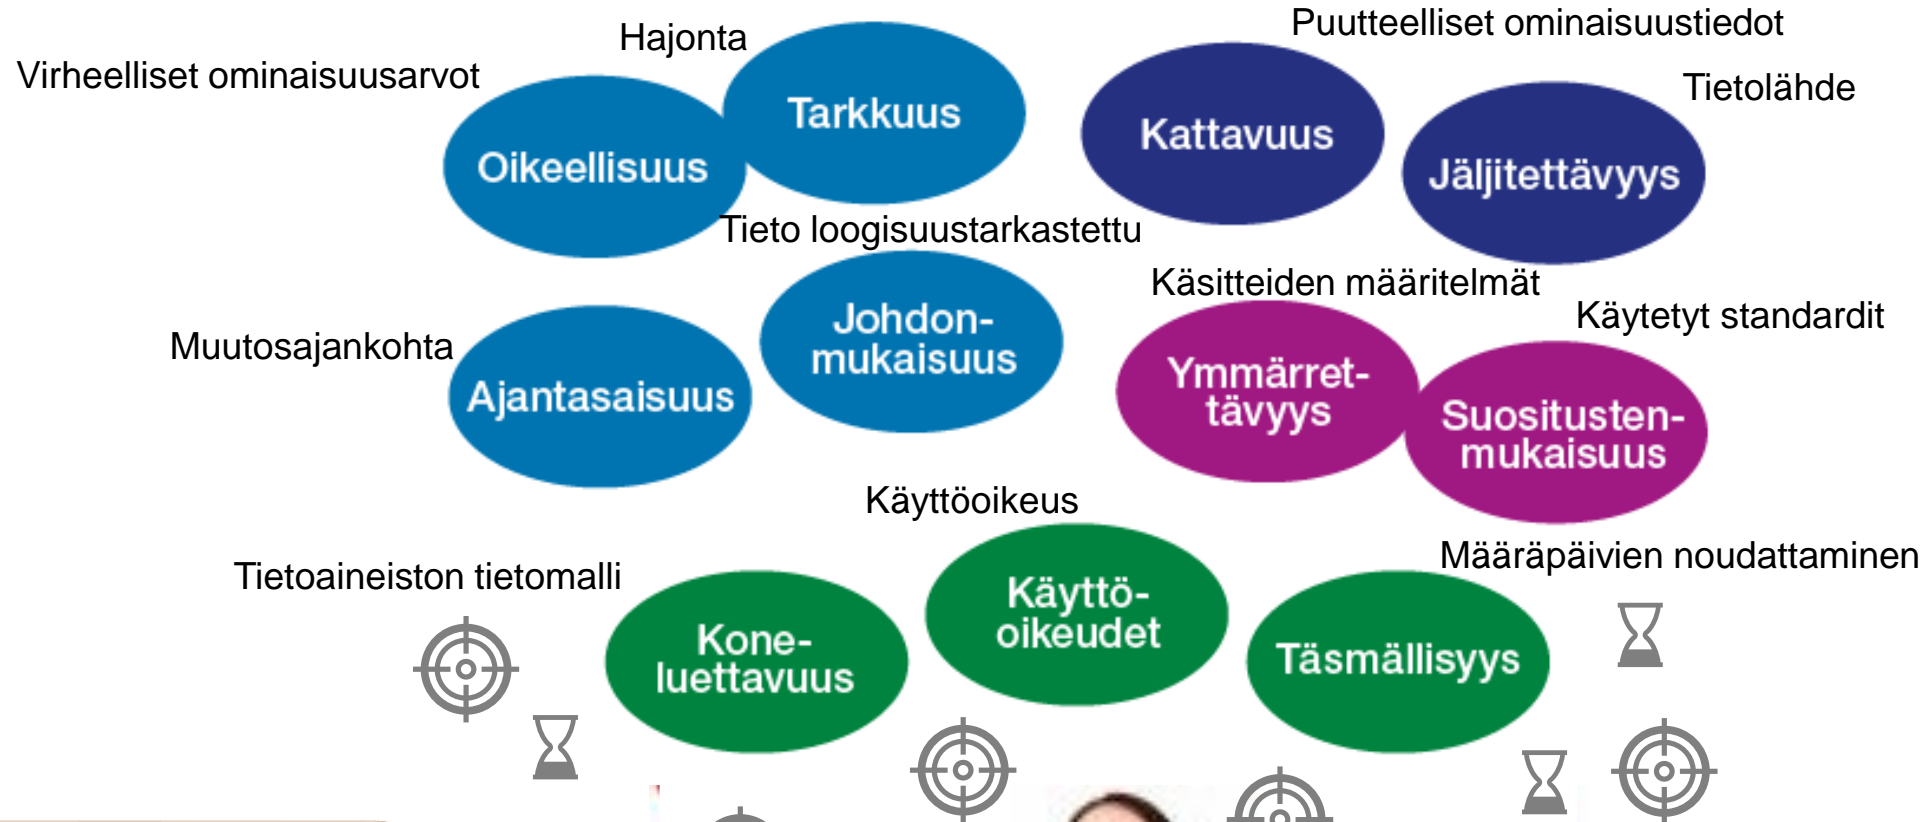 Puutteelliset ominaisuustiedot
Hajonta
Virheelliset ominaisuusarvot
Tietolähde
Tarkkuus
Kattavuus
Oikeellisuus
Jäljitettävyys
Tieto loogisuustarkastettu
Käsitteiden määritelmät
Käytetyt standardit
Muutosajankohta
Johdon-
mukaisuus
Ajantasaisuus
Ymmärret-
tävyys
Suositusten-
mukaisuus
Käyttöoikeus
Määräpäivien noudattaminen
Tietoaineiston tietomalli
Kone-
luettavuus
Käyttö-
oikeudet
Täsmällisyys